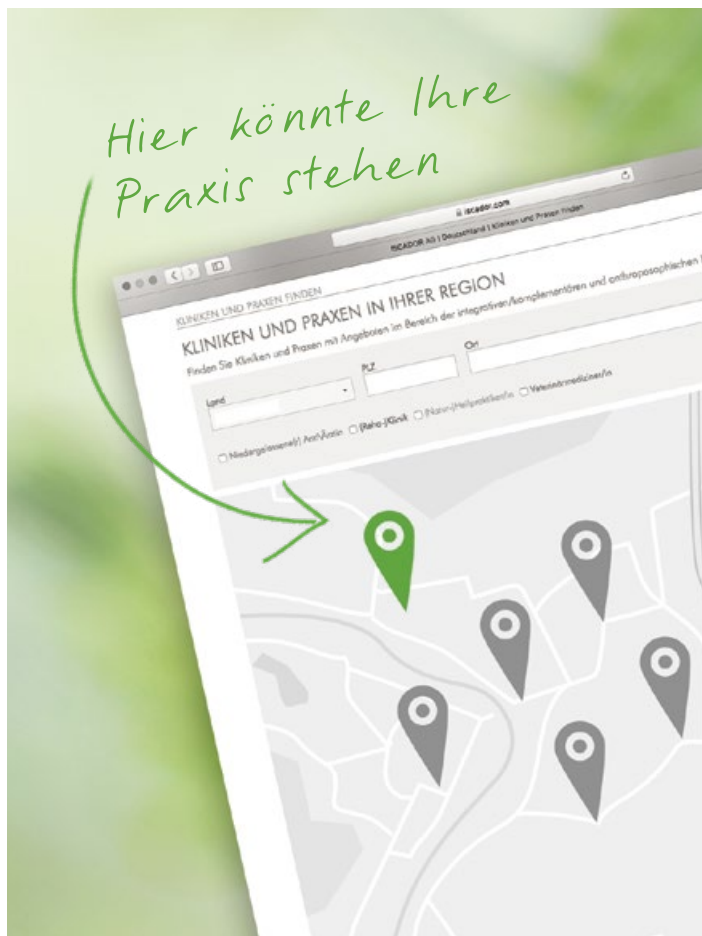 Hier könnte Ihre
Praxis stehen
iscador.com
ISCADOR AG | Deutschland | Kliniken und Praxen finden
KLINIKEN UND PRAXEN FINDEN
KLINIKEN UND PRAXEN IN IHRER REGION
Finden Sie Kliniken und Praxen mit Angeboten im Bereich der integrativen/komplementären und anthroposophischen
Land PLZ Ort
Niedergelassene(r) Arzt/Ärztin (Reha-)Klinik (Natur-)Heilpraktiker/in Veterinärmediziner/in